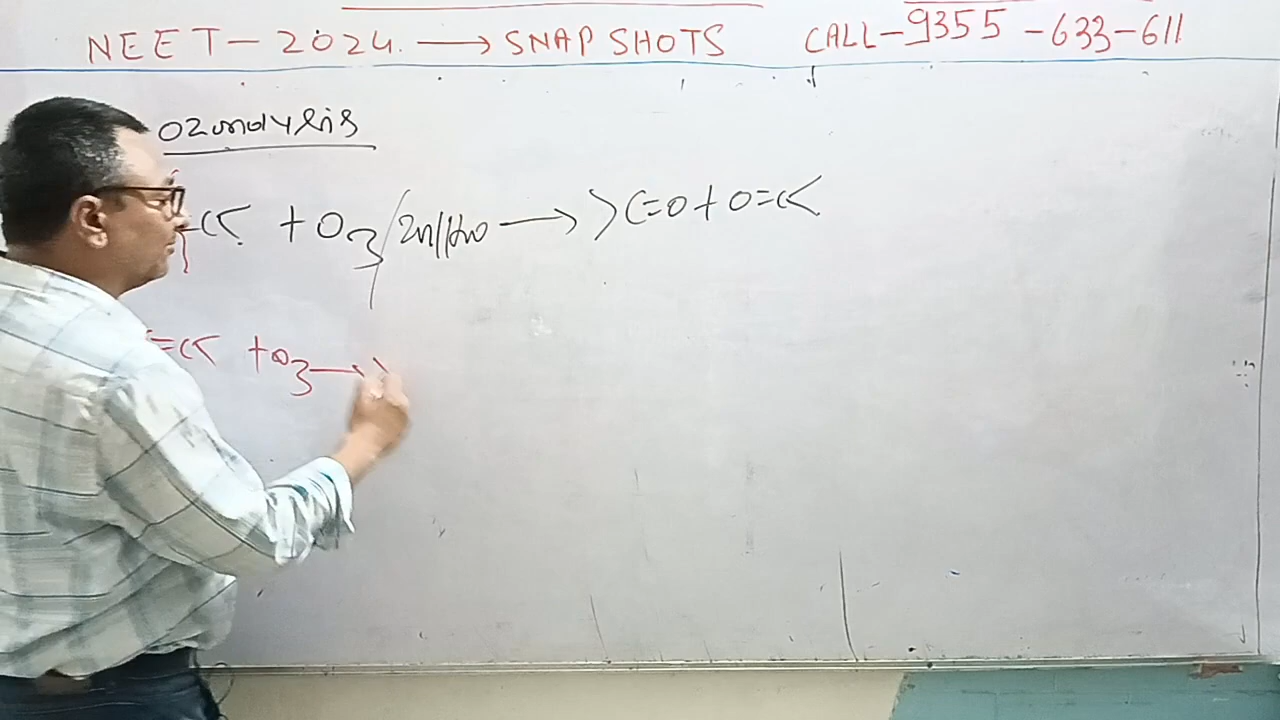 NEET-2024. → SNAP SHOTS CALL-9355-633-611
OZonolysis
=C< + O3/Zn/H2O → >C=O + O=C<
=C< + O3 → >